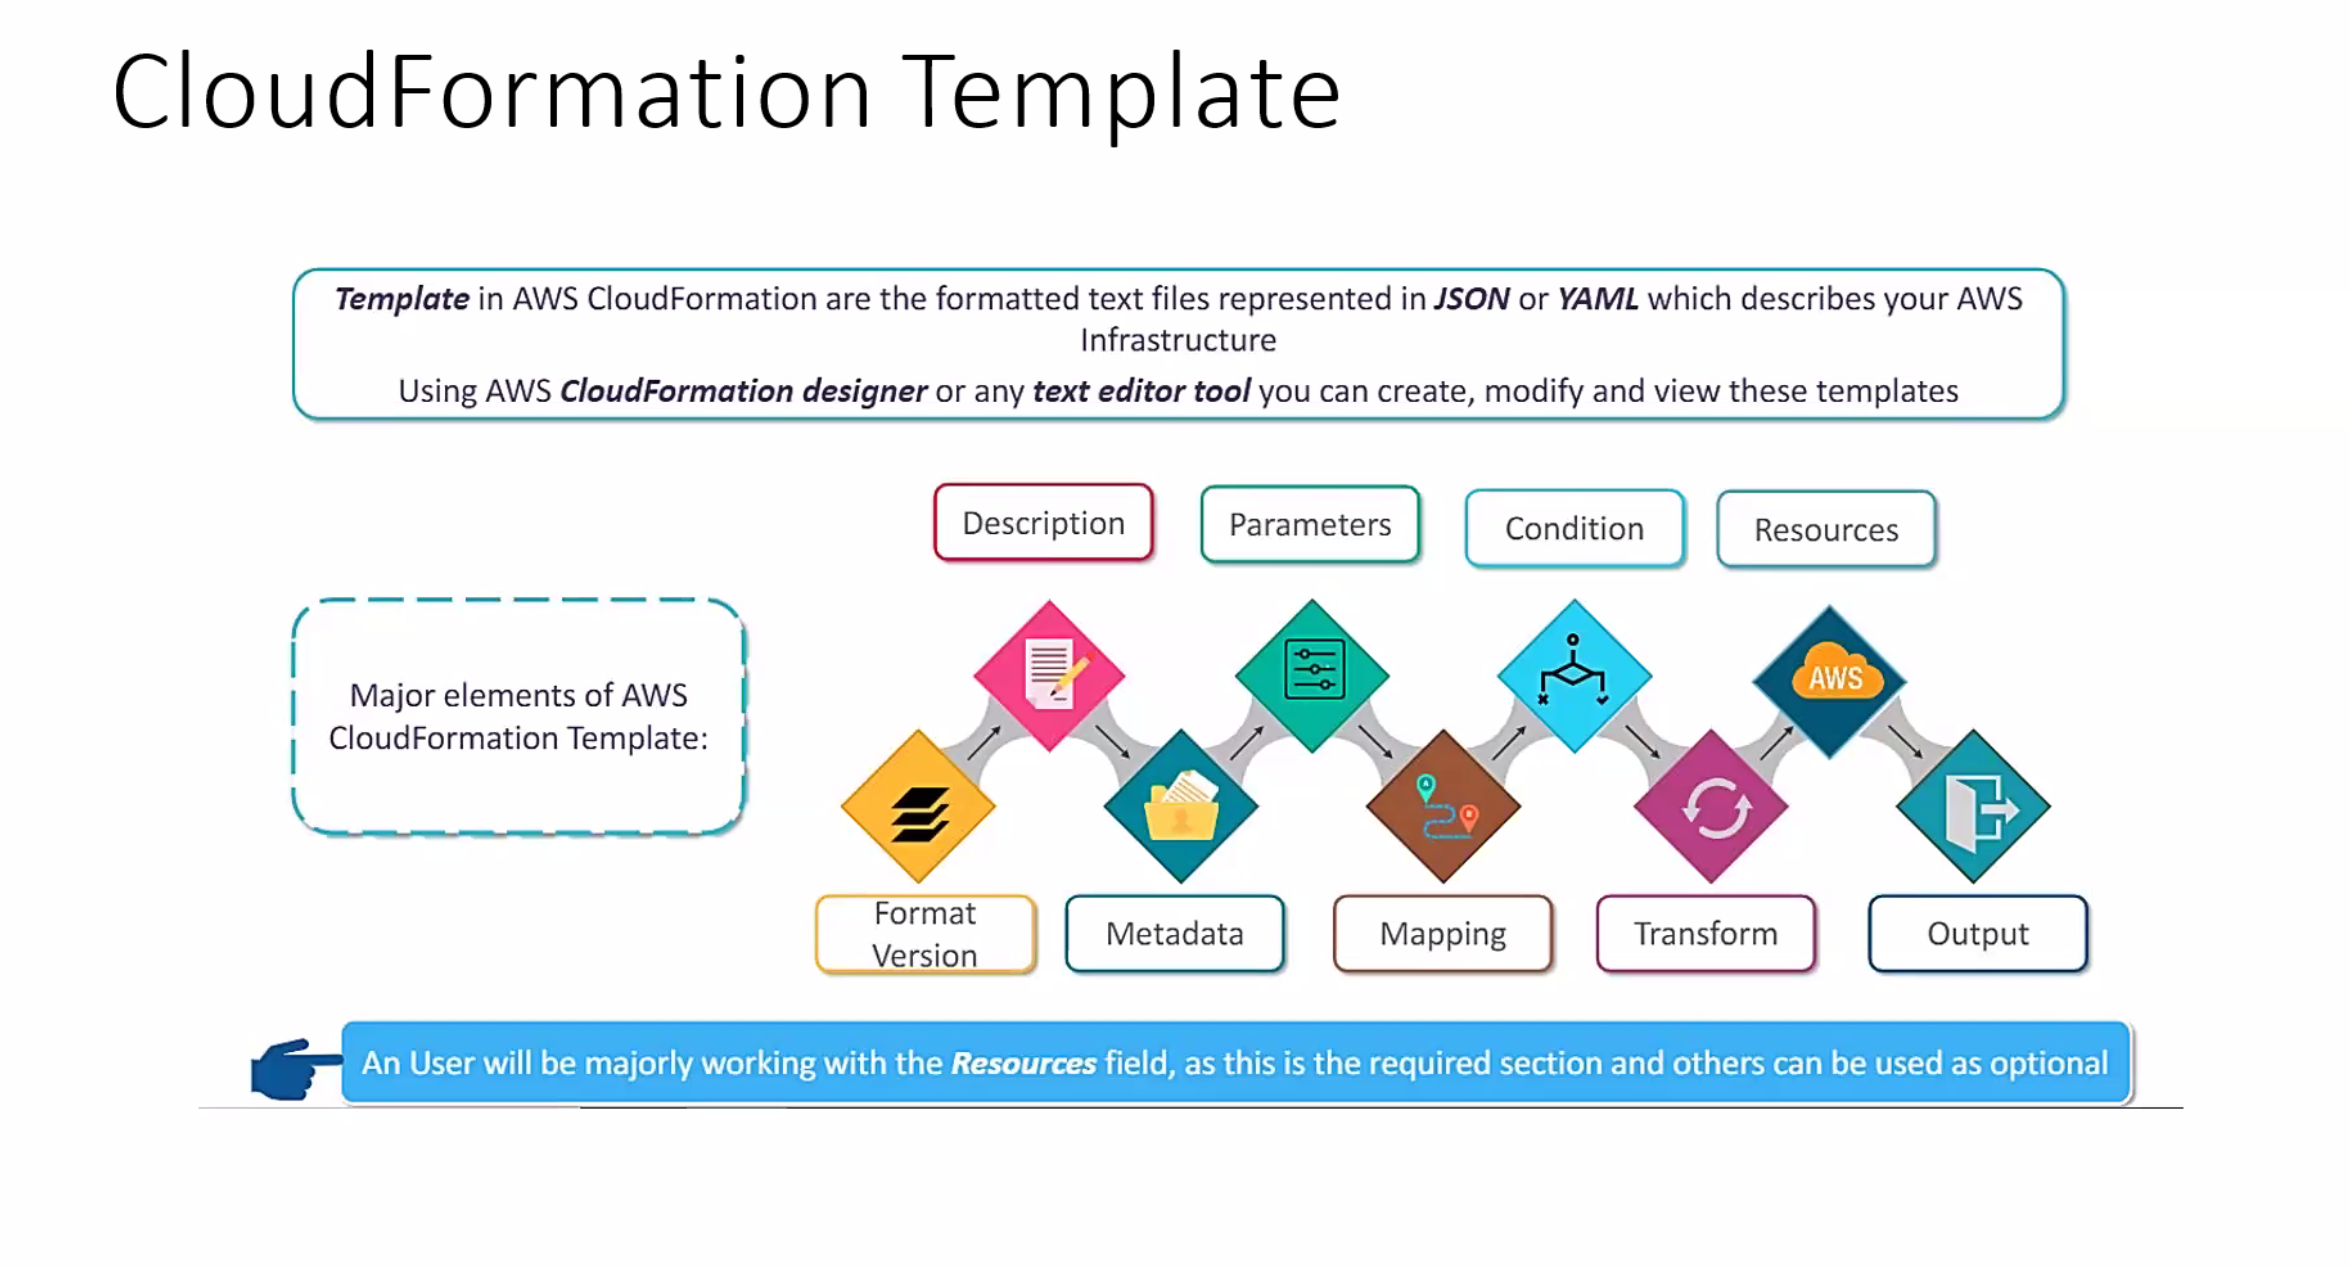 CloudFormation Template
Template in AWS CloudFormation are the formatted text files represented in JSON or YAML which describes your AWS
Infrastructure
Using AWS CloudFormation designer or any text editor tool you can create, modify and view these templates
Description
Parameters
Condition
Resources
Major elements of AWS
CloudFormation Template:
AWS
Format
Version
Metadata
Mapping
Transform
Output
An User will be majorly working with the Resources field, as this is the required section and others can be used as optional